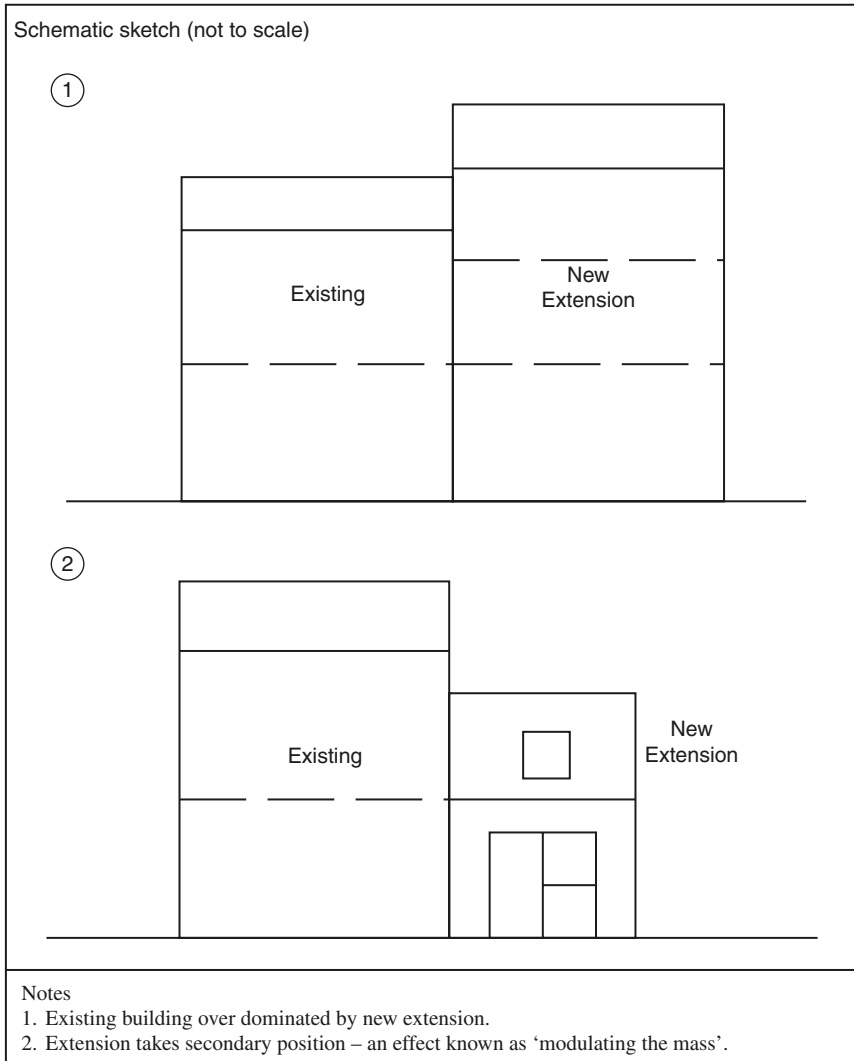 Schematic sketch (not to scale)
1
Existing
New
Extension
2
Existing
New
Extension
Notes
1. Existing building over dominated by new extension.
2. Extension takes secondary position – an effect known as ‘modulating the mass’.